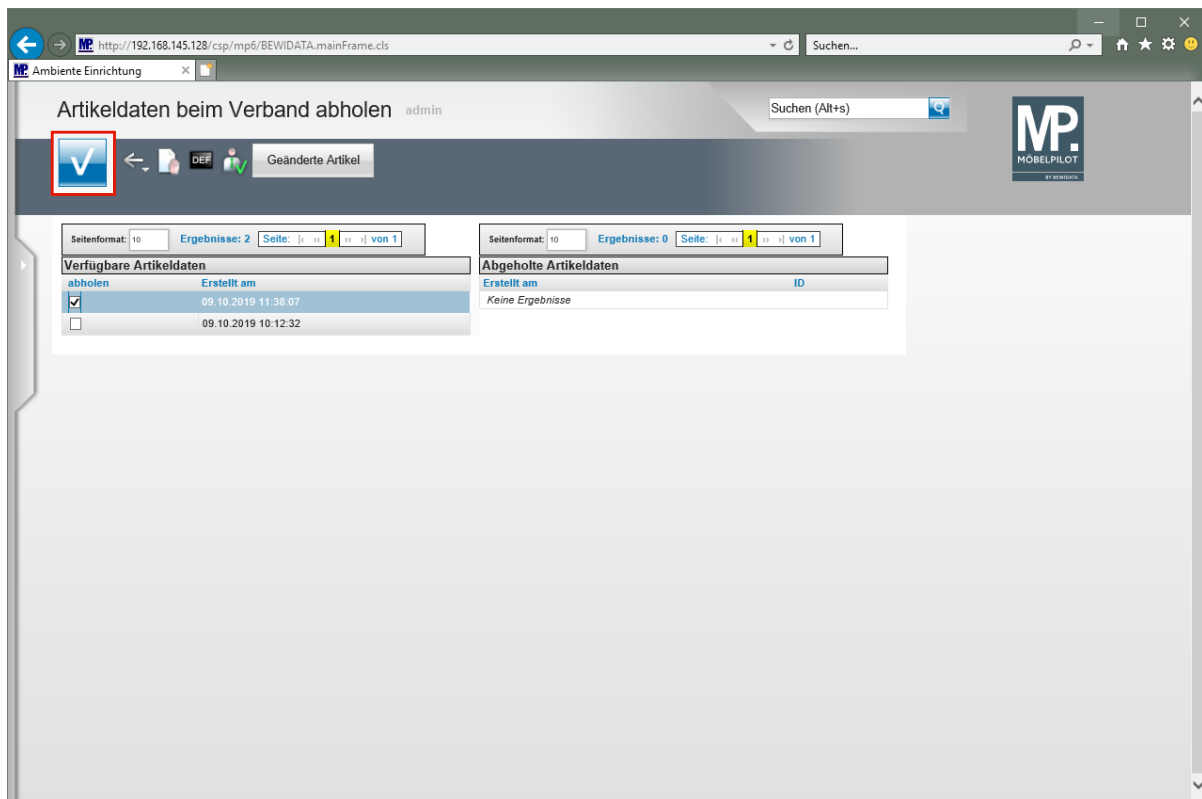 http://192.168.145.128/csp/mp6/BEWIDATA.mainFrame.cls
Suchen...
Ambiente Einrichtung
Artikeldaten beim Verband abholen admin
Suchen (Alt+s)
MP.
MÖBELPILOT
BY BEWIDATA
DEF
Geänderte Artikel
Seitenformat: 10 Ergebnisse: 2 Seite: |‹ ‹‹ 1 ›› ›| von 1
Verfügbare Artikeldaten
abholen Erstellt am
09.10.2019 11:38:07
09.10.2019 10:12:32
Seitenformat: 10 Ergebnisse: 0 Seite: |‹ ‹‹ 1 ›› ›| von 1
Abgeholte Artikeldaten
Erstellt am ID
Keine Ergebnisse